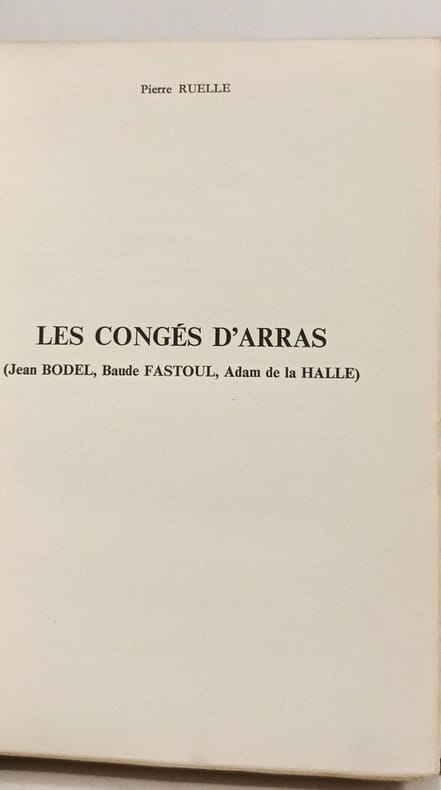 Pierre RUELLE
LES CONGÉS D'ARRAS
(Jean BODEL, Baude FASTOUL, Adam de la HALLE)